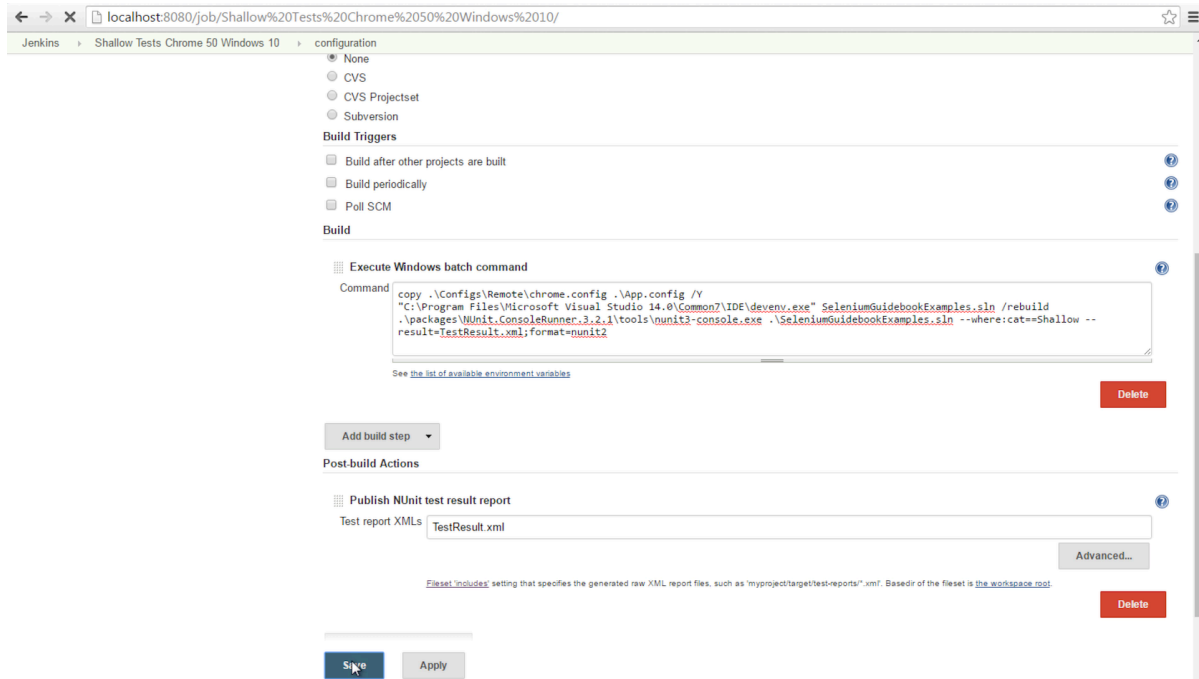 localhost:8080/job/Shallow%20Tests%20Chrome%2050%20Windows%2010/
Jenkins Shallow Tests Chrome 50 Windows 10 configuration
None
CVS
CVS Projectset
Subversion
Build Triggers
Build after other projects are built
Build periodically
Poll SCM
Build
Execute Windows batch command
Command
copy .\Configs\Remote\chrome.config .\App.config /Y
"C:\Program Files\Microsoft Visual Studio 14.0\Common7\IDE\devenv.exe" SeleniumGuidebookExamples.sln /rebuild
.\packages\NUnit.ConsoleRunner.3.2.1\tools\nunit3-console.exe .\SeleniumGuidebookExamples.sln --where:cat==Shallow --
result=TestResult.xml;format=nunit2
See the list of available environment variables
Delete
Add build step
Post-build Actions
Publish NUnit test result report
Test report XMLs TestResult.xml
Advanced...
Fileset 'includes' setting that specifies the generated raw XML report files, such as 'myproject/target/test-reports/*.xml'. Basedir of the fileset is the workspace root.
Delete
Save Apply